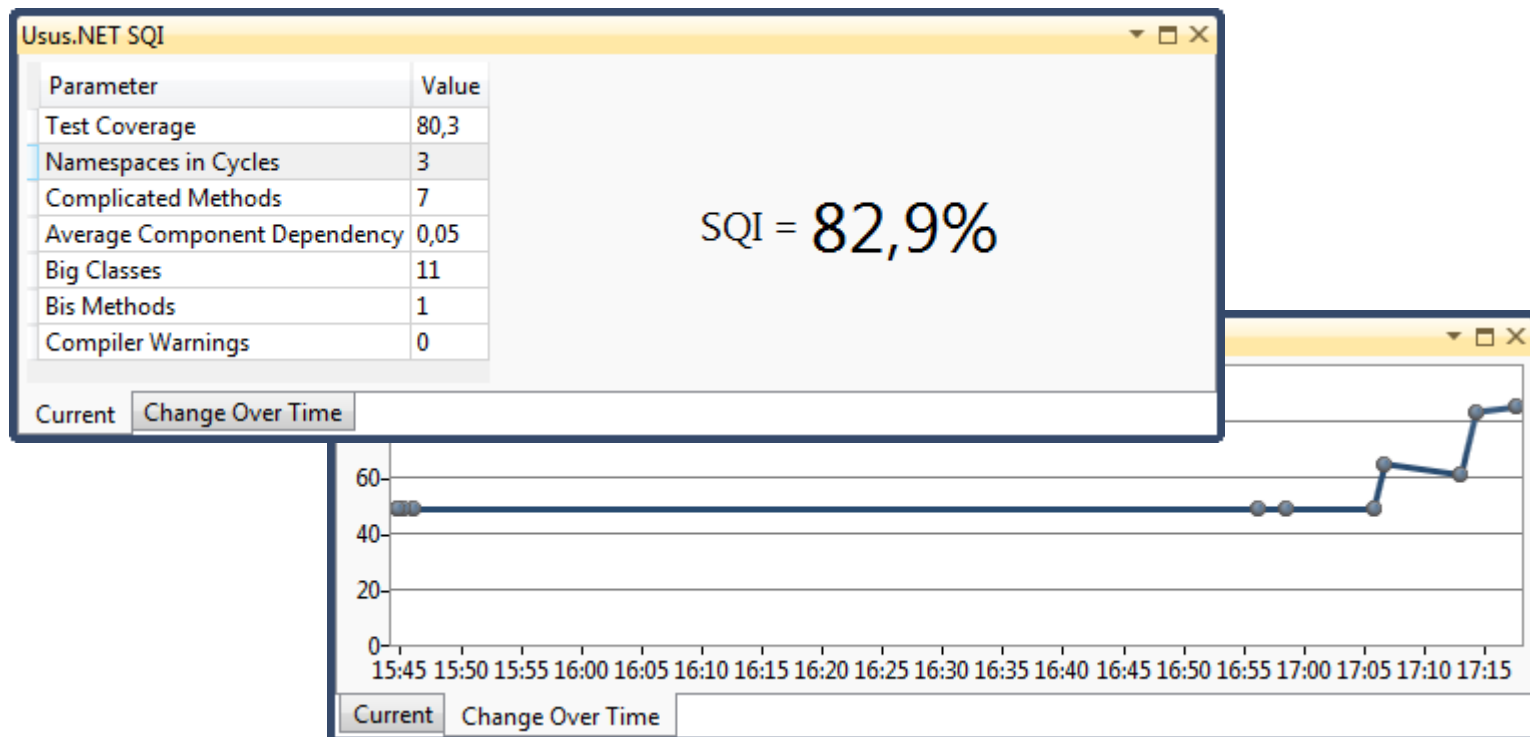 Usus.NET SQI
Parameter Value
Test Coverage 80,3
Namespaces in Cycles 3
Complicated Methods 7
Average Component Dependency 0,05
Big Classes 11
Bis Methods 1
Compiler Warnings 0
SQI = 82,9%
Current Change Over Time
60
40
20
0
15:45 15:50 15:55 16:00 16:05 16:10 16:15 16:20 16:25 16:30 16:35 16:40 16:45 16:50 16:55 17:00 17:05 17:10 17:15
Current Change Over Time